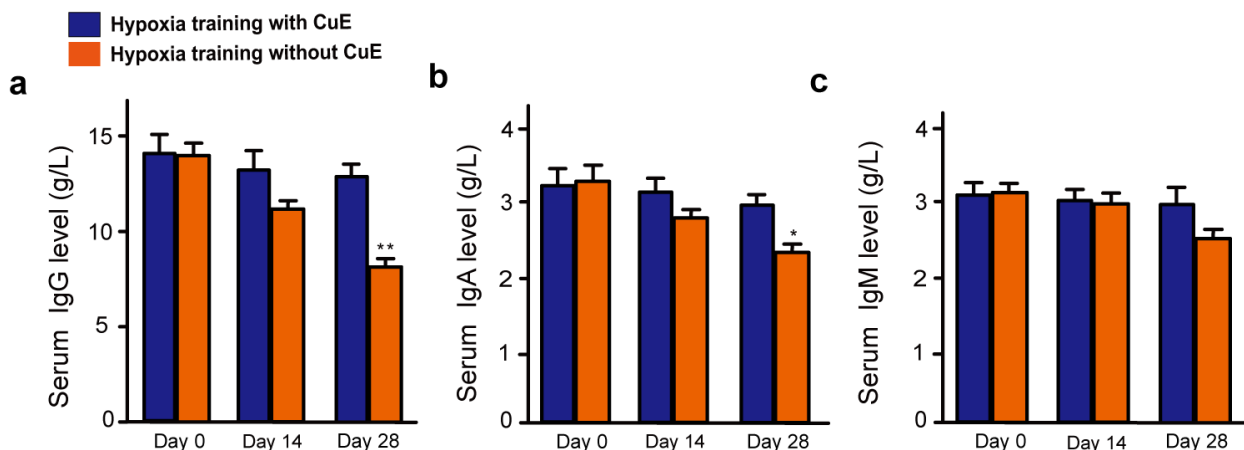 Hypoxia training with CuE
Hypoxia training without CuE
a
Serum IgG level (g/L)
15
10
5
0
**
Day 0 Day 14 Day 28
b
Serum IgA level (g/L)
4
3
2
1
0
*
Day 0 Day 14 Day 28
c
Serum IgM level (g/L)
4
3
2
1
0
Day 0 Day 14 Day 28